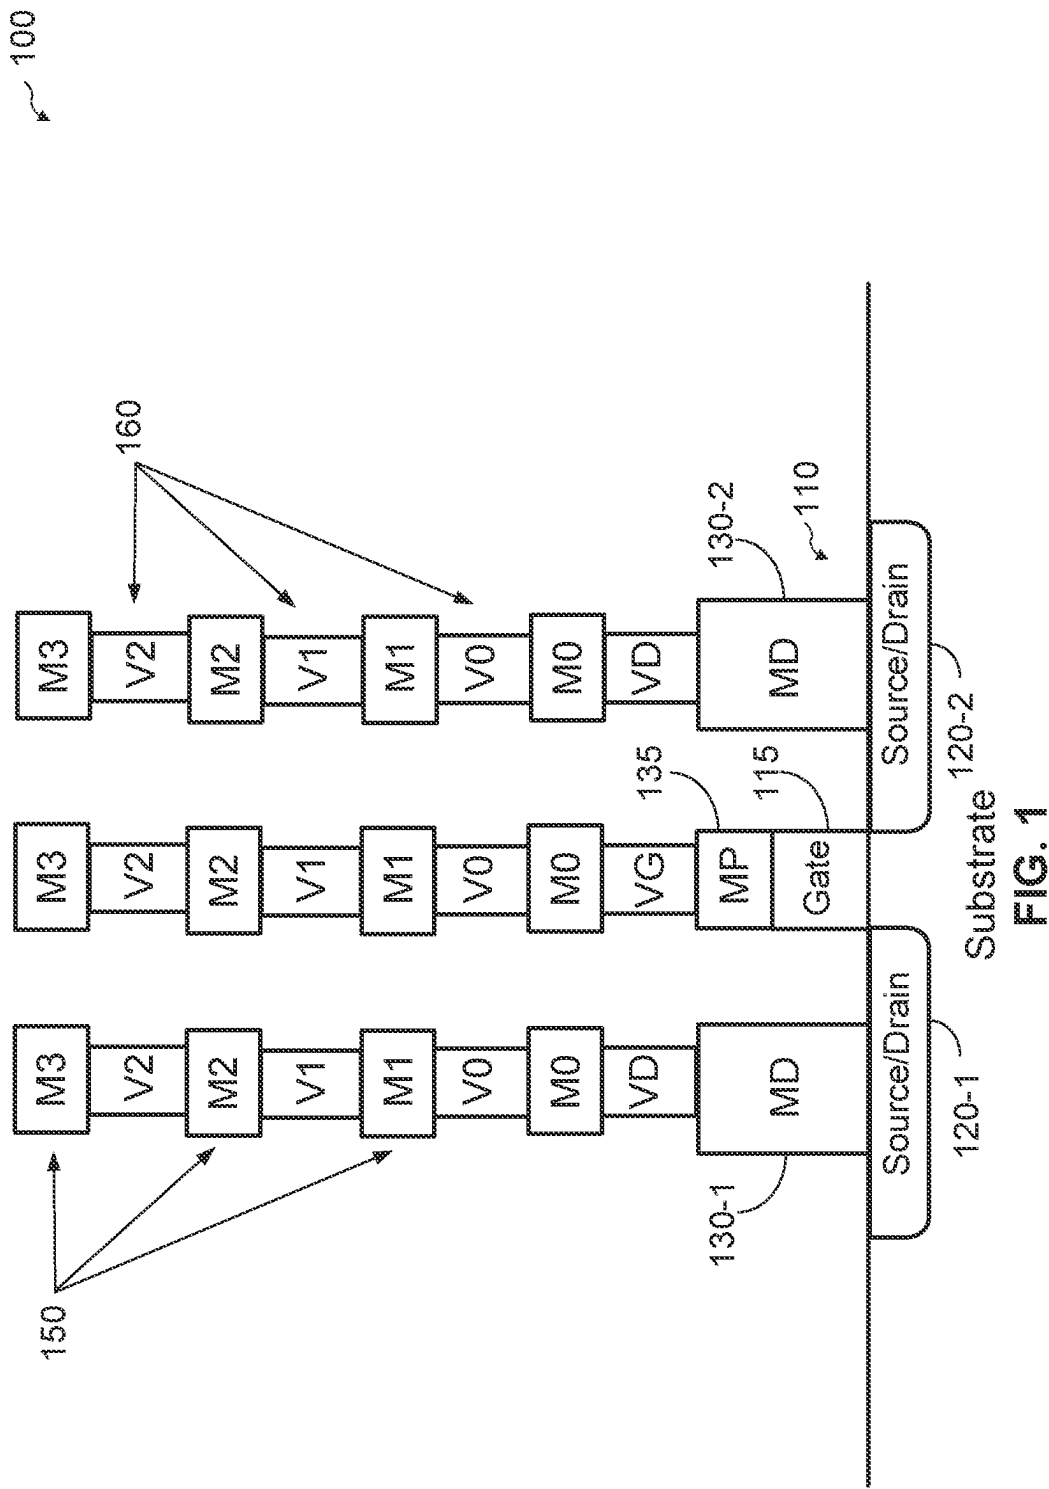 100
150
160
M3
M3
M3
V2
V2
V2
M2
M2
M2
V1
V1
V1
M1
M1
M1
V0
V0
V0
M0
M0
M0
VD
VG
VD
130-1
135
130-2
MD
MP
MD
115
110
Gate
Source/Drain
Source/Drain
120-1
120-2
Substrate
FIG. 1